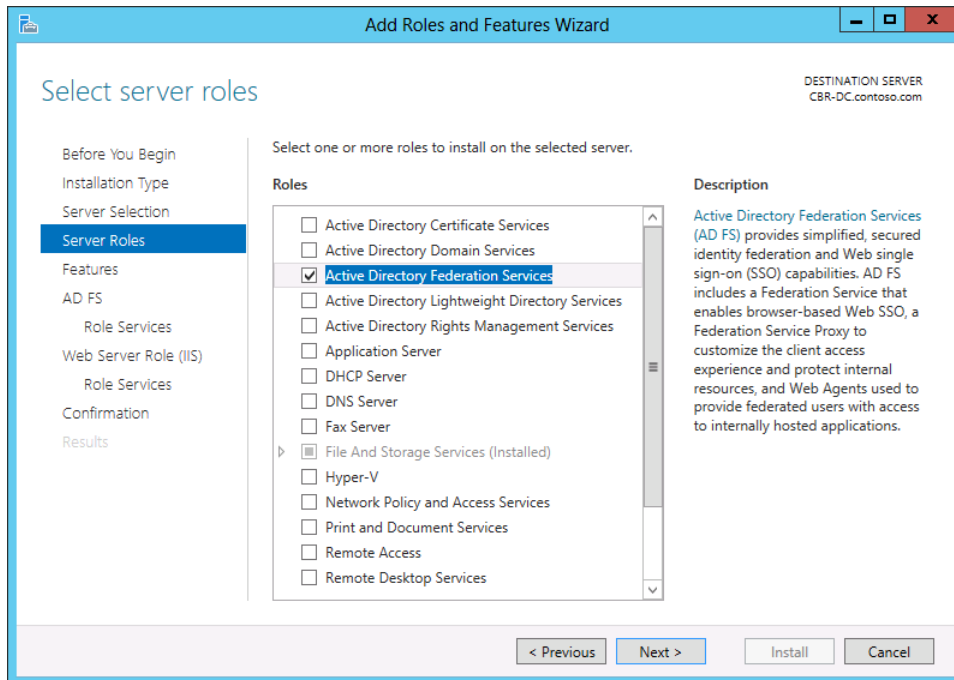 Add Roles and Features Wizard
Select server roles
DESTINATION SERVER
CBR-DC.contoso.com
Before You Begin
Installation Type
Server Selection
Server Roles
Features
AD FS
Role Services
Web Server Role (IIS)
Role Services
Confirmation
Results
Select one or more roles to install on the selected server.
Roles
Active Directory Certificate Services
Active Directory Domain Services
Active Directory Federation Services
Active Directory Lightweight Directory Services
Active Directory Rights Management Services
Application Server
DHCP Server
DNS Server
Fax Server
File And Storage Services (Installed)
Hyper-V
Network Policy and Access Services
Print and Document Services
Remote Access
Remote Desktop Services
Description
Active Directory Federation Services
(AD FS) provides simplified, secured
identity federation and Web single
sign-on (SSO) capabilities. AD FS
includes a Federation Service that
enables browser-based Web SSO, a
Federation Service Proxy to
customize the client access
experience and protect internal
resources, and Web Agents used to
provide federated users with access
to internally hosted applications.
< Previous
Next >
Install
Cancel